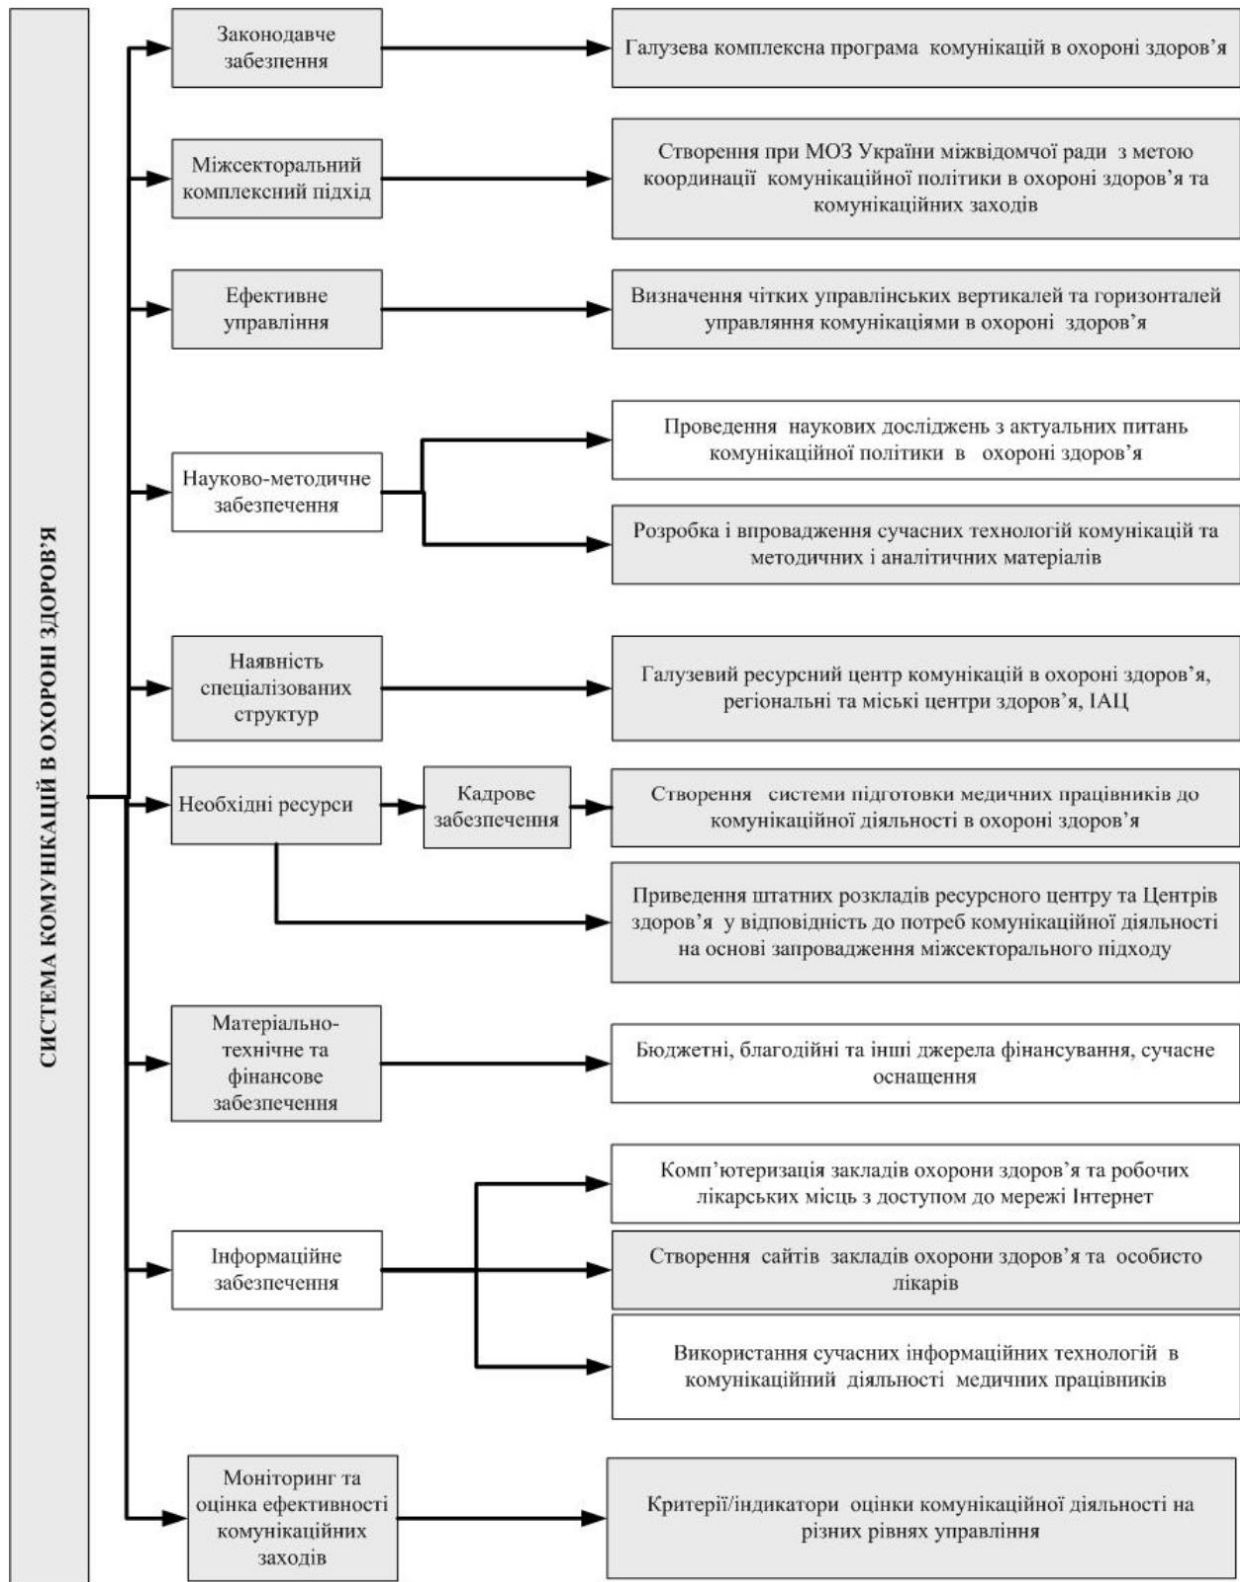 СИСТЕМА КОМУНІКАЦІЙ В ОХОРОНІ ЗДОРОВ’Я
Законодавче
забезпення
Галузева комплексна програма комунікацій в охороні здоров’я
Міжсекторальний
комплексний підхід
Створення при МОЗ України міжвідомчої ради з метою
координації комунікаційної політики в охороні здоров’я та
комунікаційних заходів
Ефективне
управління
Визначення чітких управлінських вертикалей та горизонталей
управляння комунікаціями в охороні здоров’я
Науково-методичне
забезпечення
Проведення наукових досліджень з актуальних питань
комунікаційної політики в охороні здоров’я
Розробка і впровадження сучасних технологій комунікацій та
методичних і аналітичних матеріалів
Наявність
спеціалізованих
структур
Галузевий ресурсний центр комунікацій в охороні здоров’я,
регіональні та міські центри здоров’я, ІАЦ
Необхідні ресурси
Кадрове
забезпечення
Створення системи підготовки медичних працівників до
комунікаційної діяльності в охороні здоров’я
Приведення штатних розкладів ресурсного центру та Центрів
здоров’я у відповідність до потреб комунікаційної діяльності
на основі запровадження міжсекторального підходу
Матеріально-
технічне та
фінансове
забезпечення
Бюджетні, благодійні та інші джерела фінансування, сучасне
оснащення
Інформаційне
забезпечення
Комп’ютеризація закладів охорони здоров’я та робочих
лікарських місць з доступом до мережі Інтернет
Створення сайтів закладів охорони здоров’я та особисто
лікарів
Використання сучасних інформаційних технологій в
комунікаційний діяльності медичних працівників
Моніторинг та
оцінка ефективності
комунікаційних
заходів
Критерії/індикатори оцінки комунікаційної діяльності на
різних рівнях управління